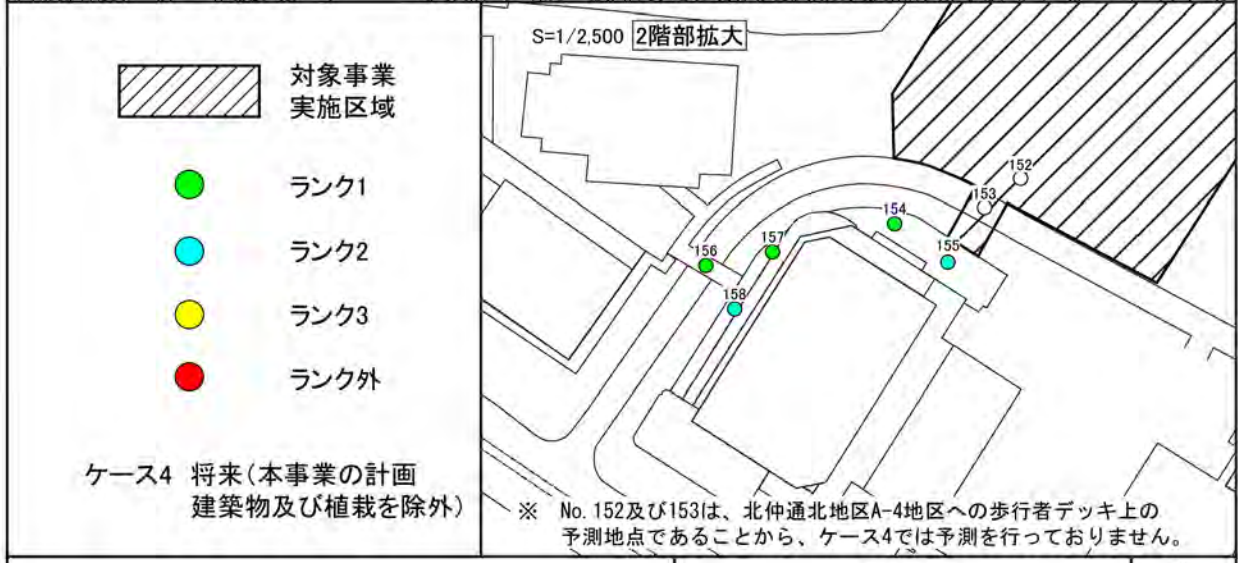 対象事業
実施区域
ランク1
ランク2
ランク3
ランク外
ケース4 将来(本事業の計画
建築物及び植栽を除外)
S=1/2,500 2階部拡大
152
153
154
155
156
157
158
※ No.152及び153は、北仲通北地区A-4地区への歩行者デッキ上の
予測地点であることから、ケース4では予測を行っておりません。